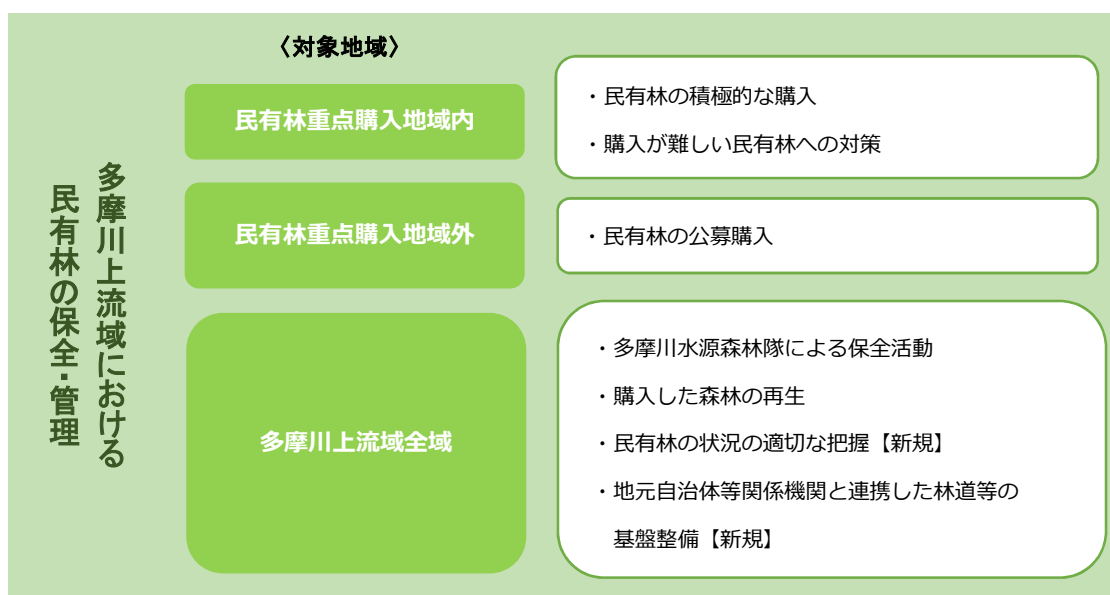 多摩川上流域における
民有林の保全・管理
〈対象地域〉
民有林重点購入地域内
・民有林の積極的な購入
・購入が難しい民有林への対策
民有林重点購入地域外
・民有林の公募購入
多摩川上流域全域
・多摩川水源森林隊による保全活動
・購入した森林の再生
・民有林の状況の適切な把握【新規】
・地元自治体等関係機関と連携した林道等の
基盤整備【新規】